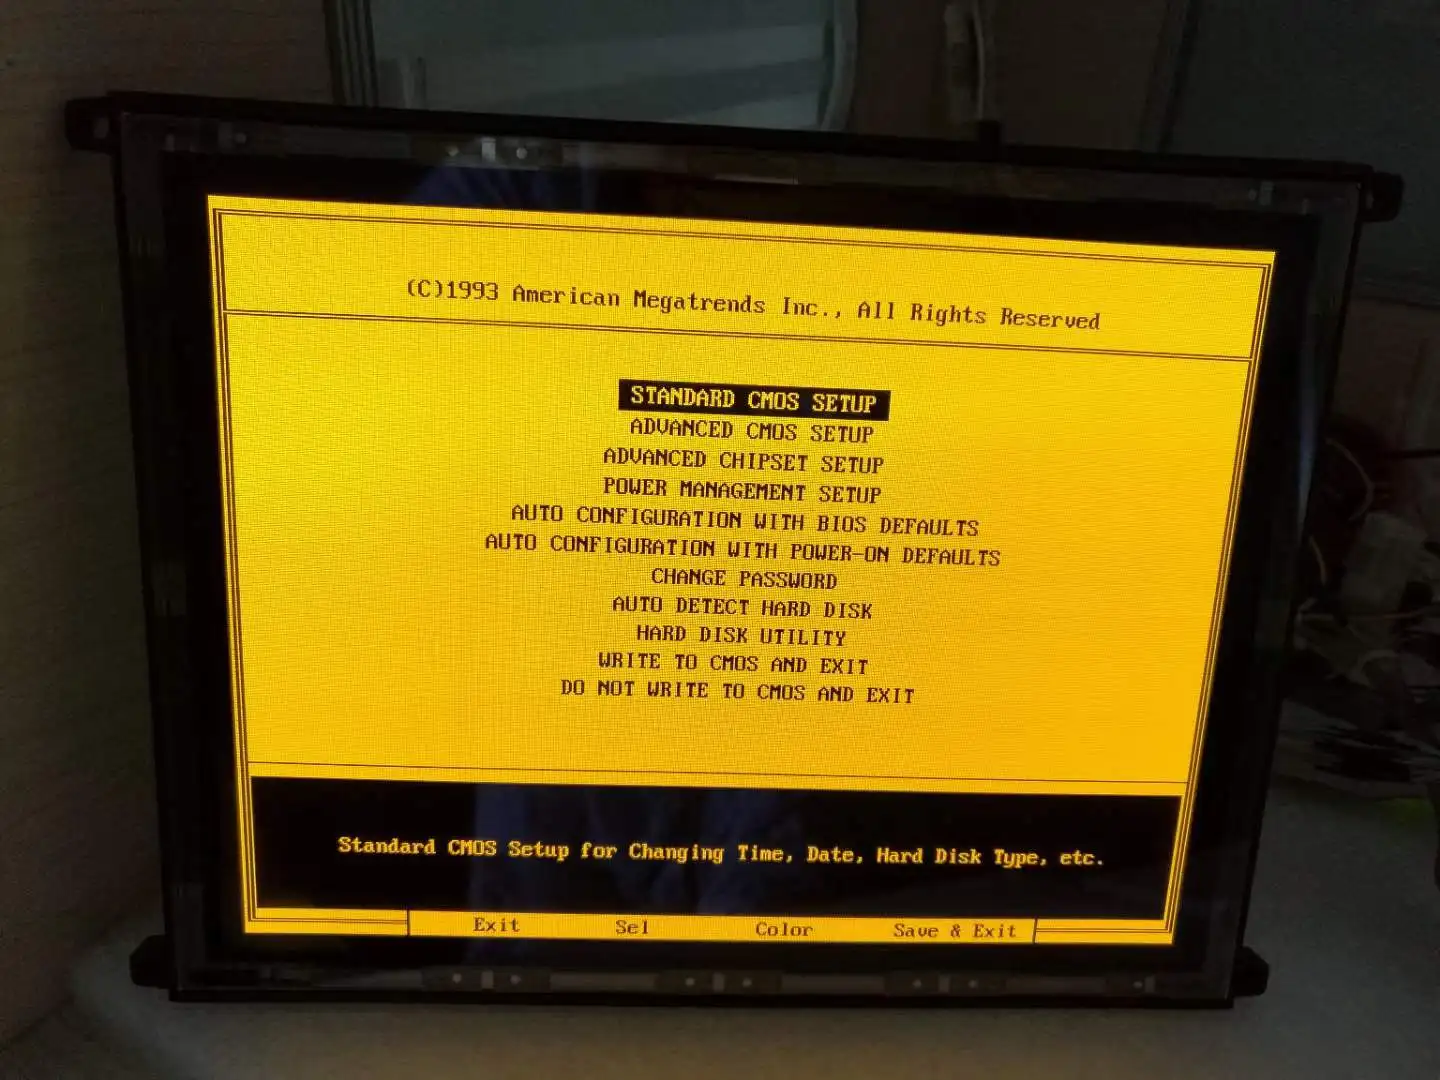 (C)1993 American Megatrends Inc., All Rights Reserved
STANDARD CMOS SETUP
ADVANCED CMOS SETUP
ADVANCED CHIPSET SETUP
POWER MANAGEMENT SETUP
AUTO CONFIGURATION WITH BIOS DEFAULTS
AUTO CONFIGURATION WITH POWER-ON DEFAULTS
CHANGE PASSWORD
AUTO DETECT HARD DISK
HARD DISK UTILITY
WRITE TO CMOS AND EXIT
DO NOT WRITE TO CMOS AND EXIT
Standard CMOS Setup for Changing Time, Date, Hard Disk Type, etc.
Exit Sel Color Save & Exit